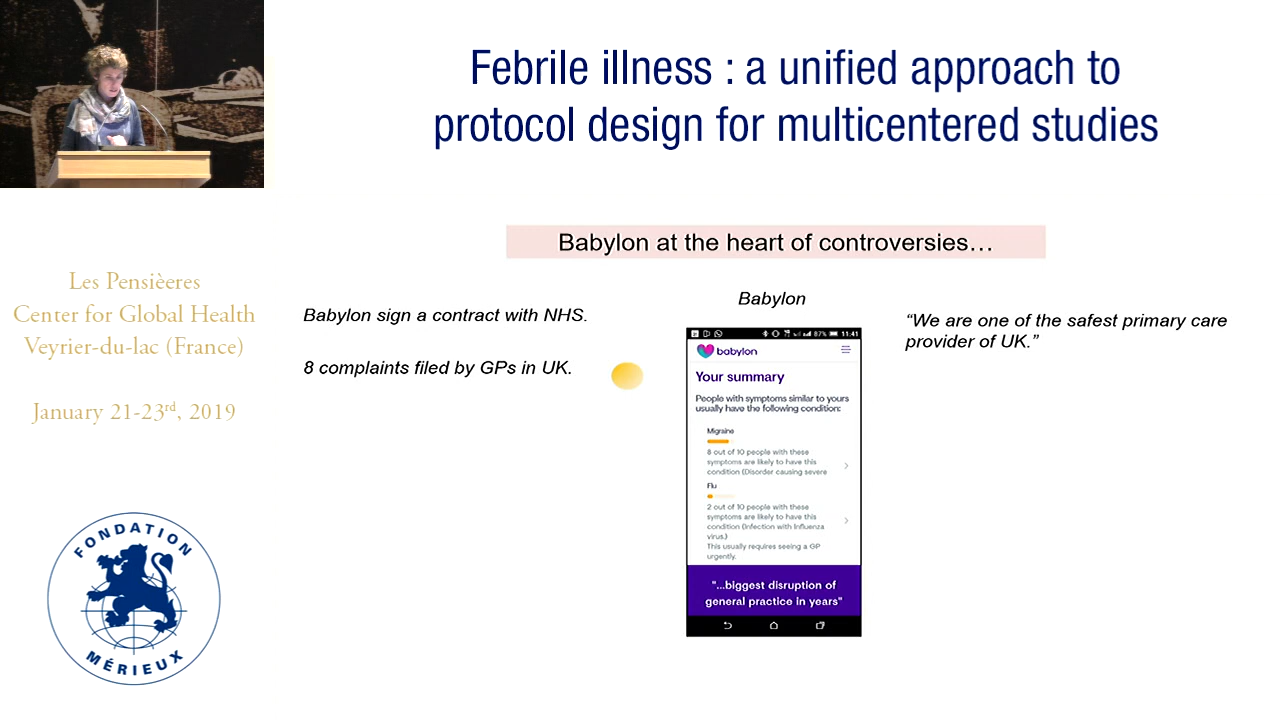 Febrile illness : a unified approach to
protocol design for multicentered studies
Les Pensièeres
Center for Global Health
Veyrier-du-lac (France)
January 21-23rd, 2019
FONDATION
MÉRIEUX
Babylon at the heart of controversies…
Babylon sign a contract with NHS.
8 complaints filed by GPs in UK.
Babylon
87% 11:41
babylon
Your summary
People with symptoms similar to yours
usually have the following condition:
Migraine
8 out of 10 people with these
symptoms are likely to have this
condition (Disorder causing severe
Flu
2 out of 10 people with these
symptoms are likely to have this
condition (Infection with Influenza
virus.)
This usually requires seeing a GP
urgently.
"...biggest disruption of
general practice in years"
“We are one of the safest primary care
provider of UK.”